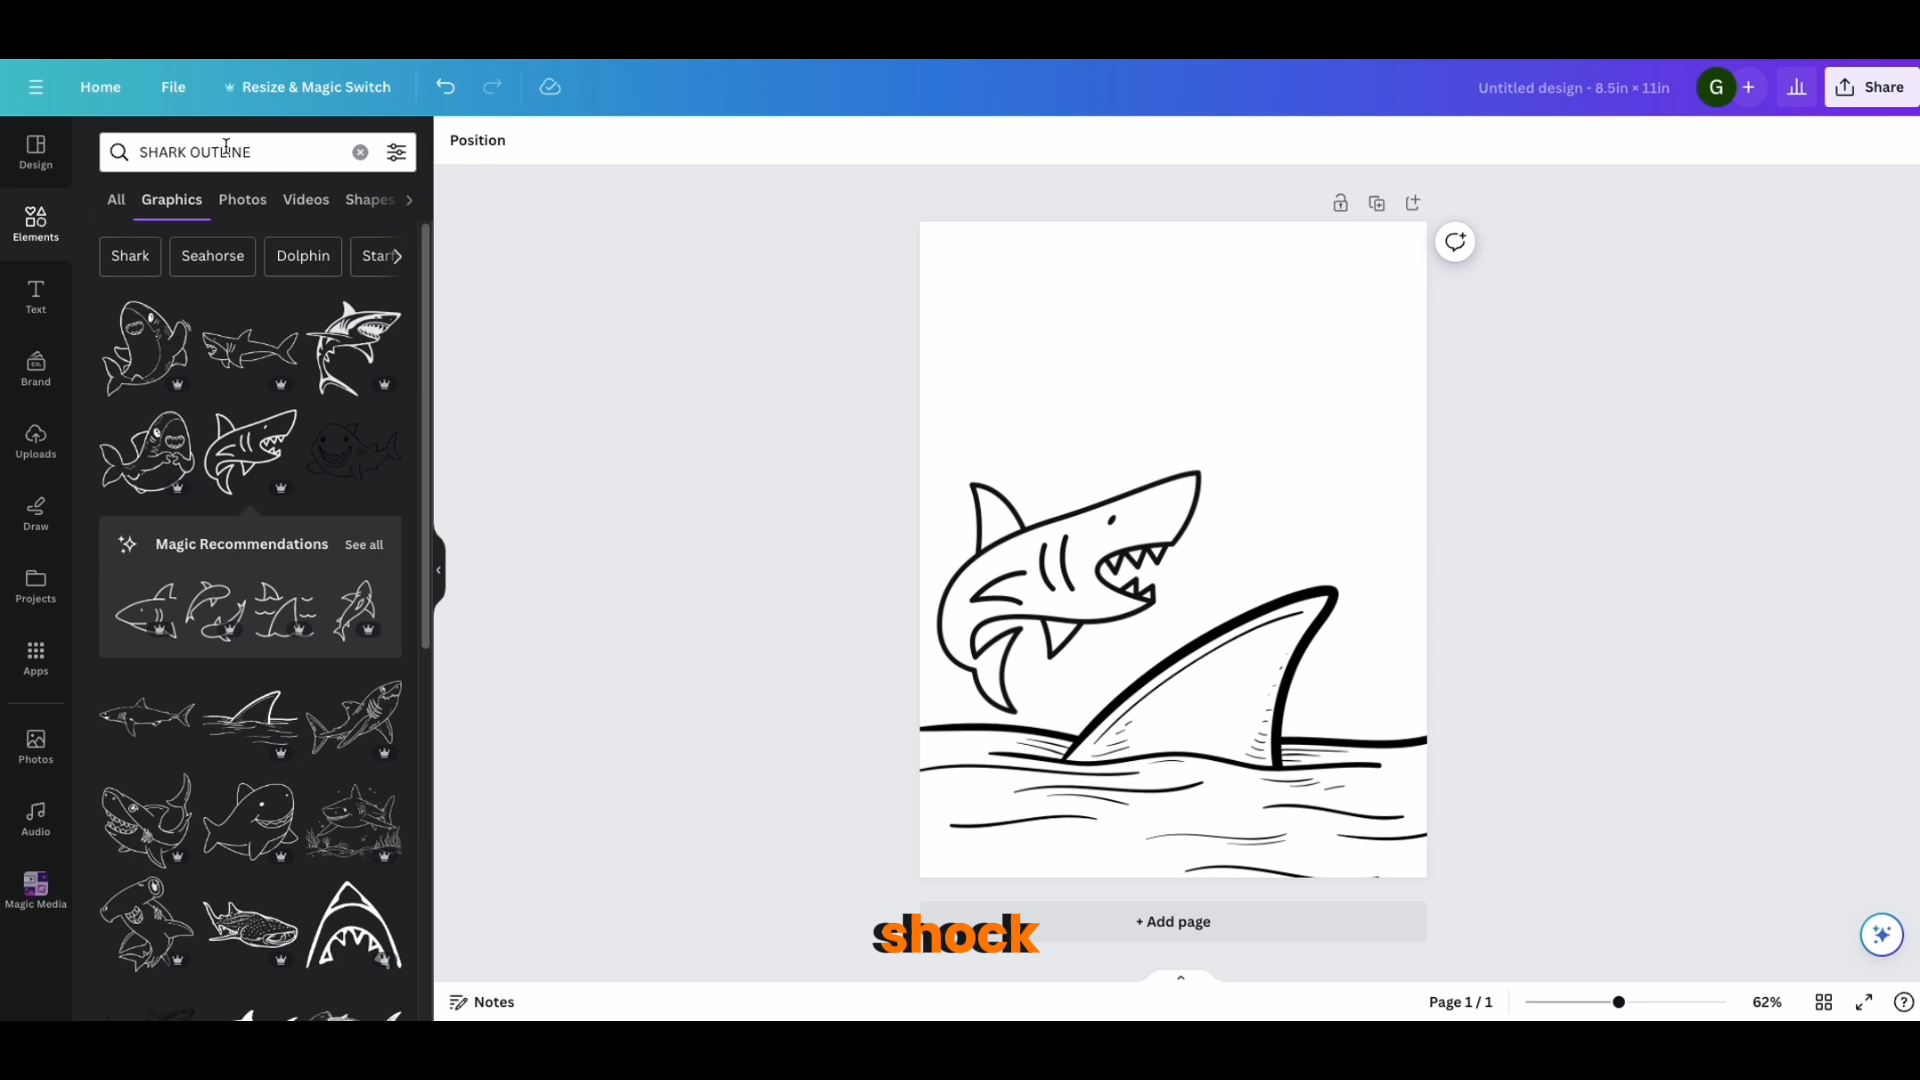 Home
File
Resize & Magic Switch
Untitled design - 8.5in × 11in
G
Share
Design
Elements
Text
Brand
Uploads
Draw
Projects
Apps
Photos
Audio
Magic Media
SHARK OUTLINE
All
Graphics
Photos
Videos
Shapes
Shark
Seahorse
Dolphin
Star
Magic Recommendations
See all
Position
+ Add page
shock
Notes
Page 1 / 1
62%